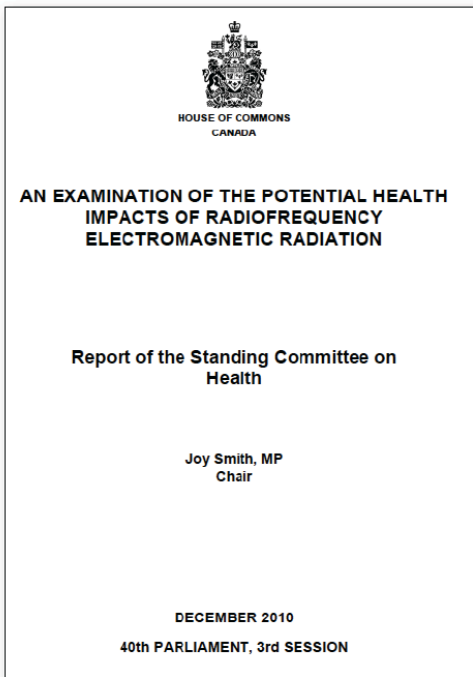 HOUSE OF COMMONS
CANADA
AN EXAMINATION OF THE POTENTIAL HEALTH
IMPACTS OF RADIOFREQUENCY
ELECTROMAGNETIC RADIATION
Report of the Standing Committee on
Health
Joy Smith, MP
Chair
DECEMBER 2010
40th PARLIAMENT, 3rd SESSION